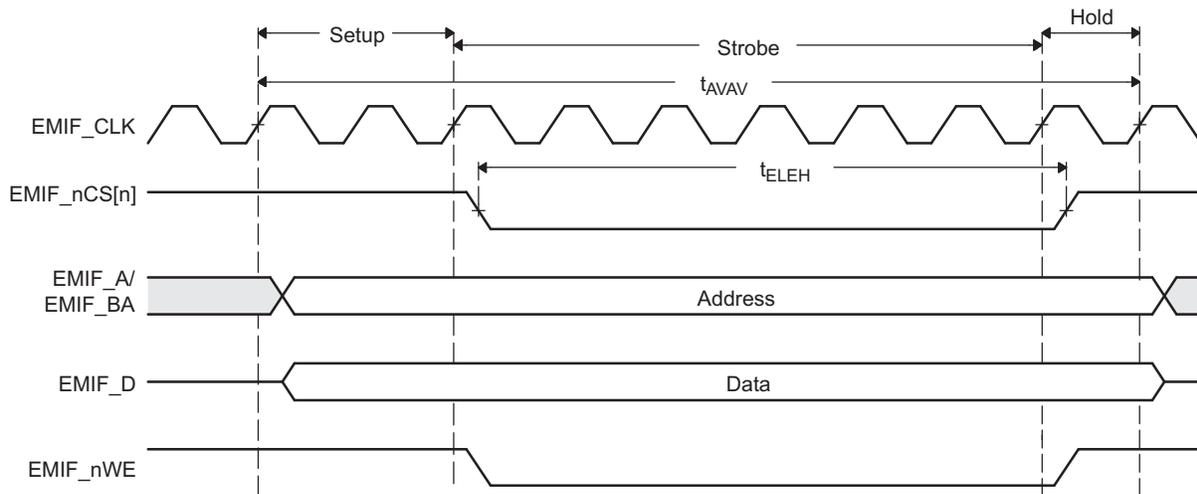 Setup
Strobe
Hold
tAVAV
EMIF_CLK
tELEH
EMIF_nCS[n]
EMIF_A/
EMIF_BA
Address
EMIF_D
Data
EMIF_nWE